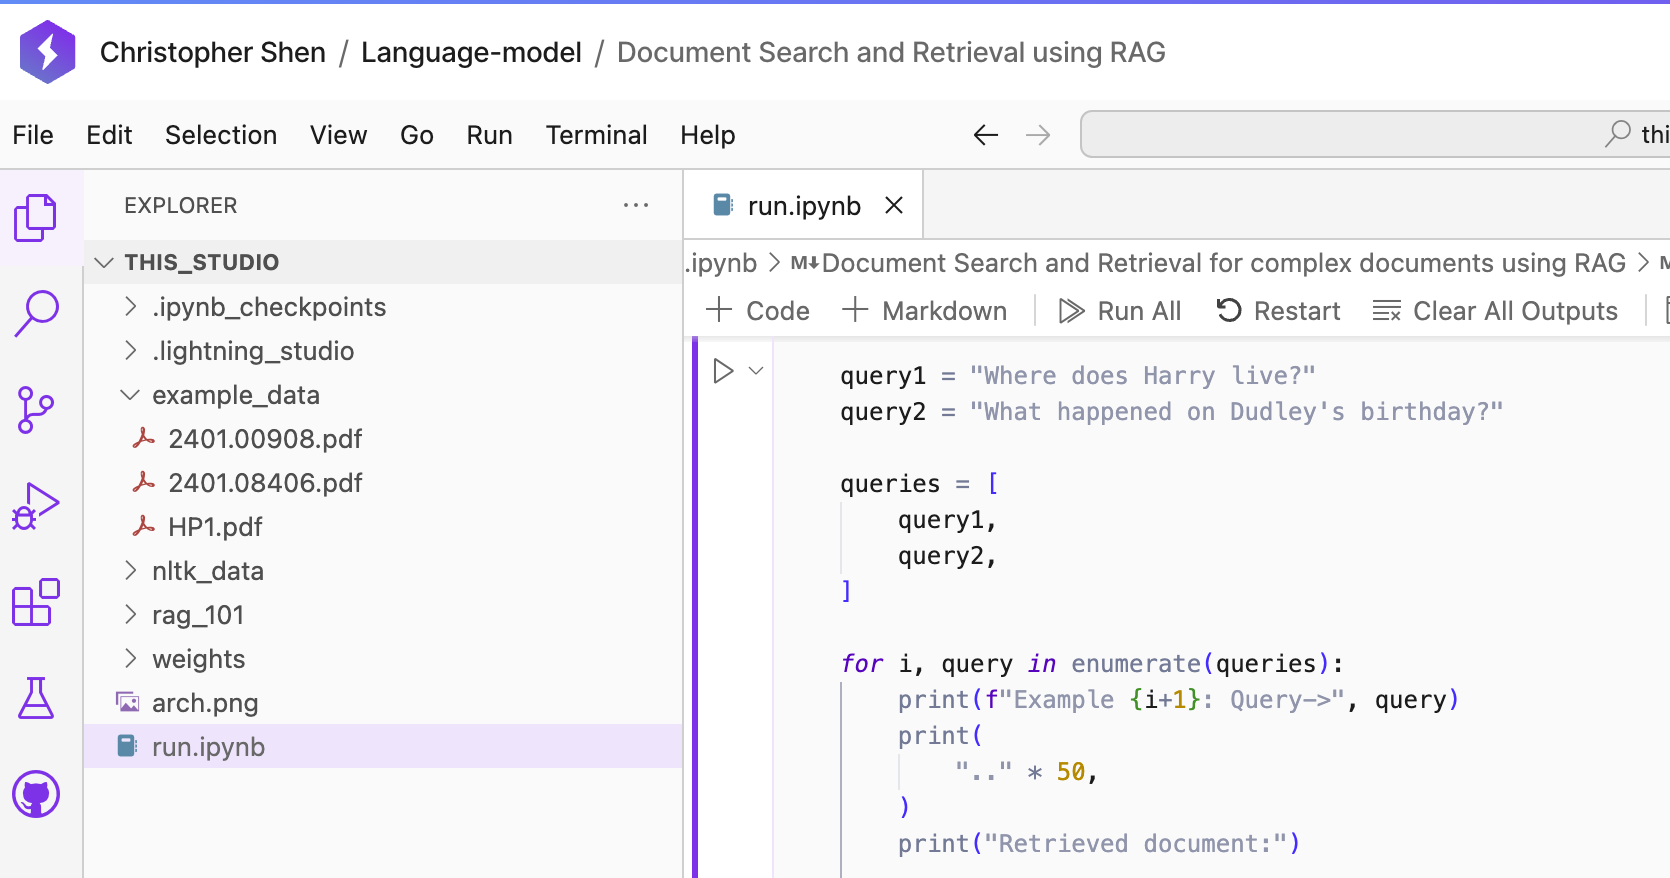 Christopher Shen / Language-model / Document Search and Retrieval using RAG
File Edit Selection View Go Run Terminal Help
EXPLORER
THIS_STUDIO
.ipynb_checkpoints
.lightning_studio
example_data
2401.00908.pdf
2401.08406.pdf
HP1.pdf
nltk_data
rag_101
weights
arch.png
run.ipynb
run.ipynb
.ipynb > M↓ Document Search and Retrieval for complex documents using RAG >
+ Code + Markdown Run All Restart Clear All Outputs
query1 = "Where does Harry live?"
query2 = "What happened on Dudley's birthday?"
queries = [
query1,
query2,
]
for i, query in enumerate(queries):
print(f"Example {i+1}: Query->", query)
print(
".." * 50,
)
print("Retrieved document:")